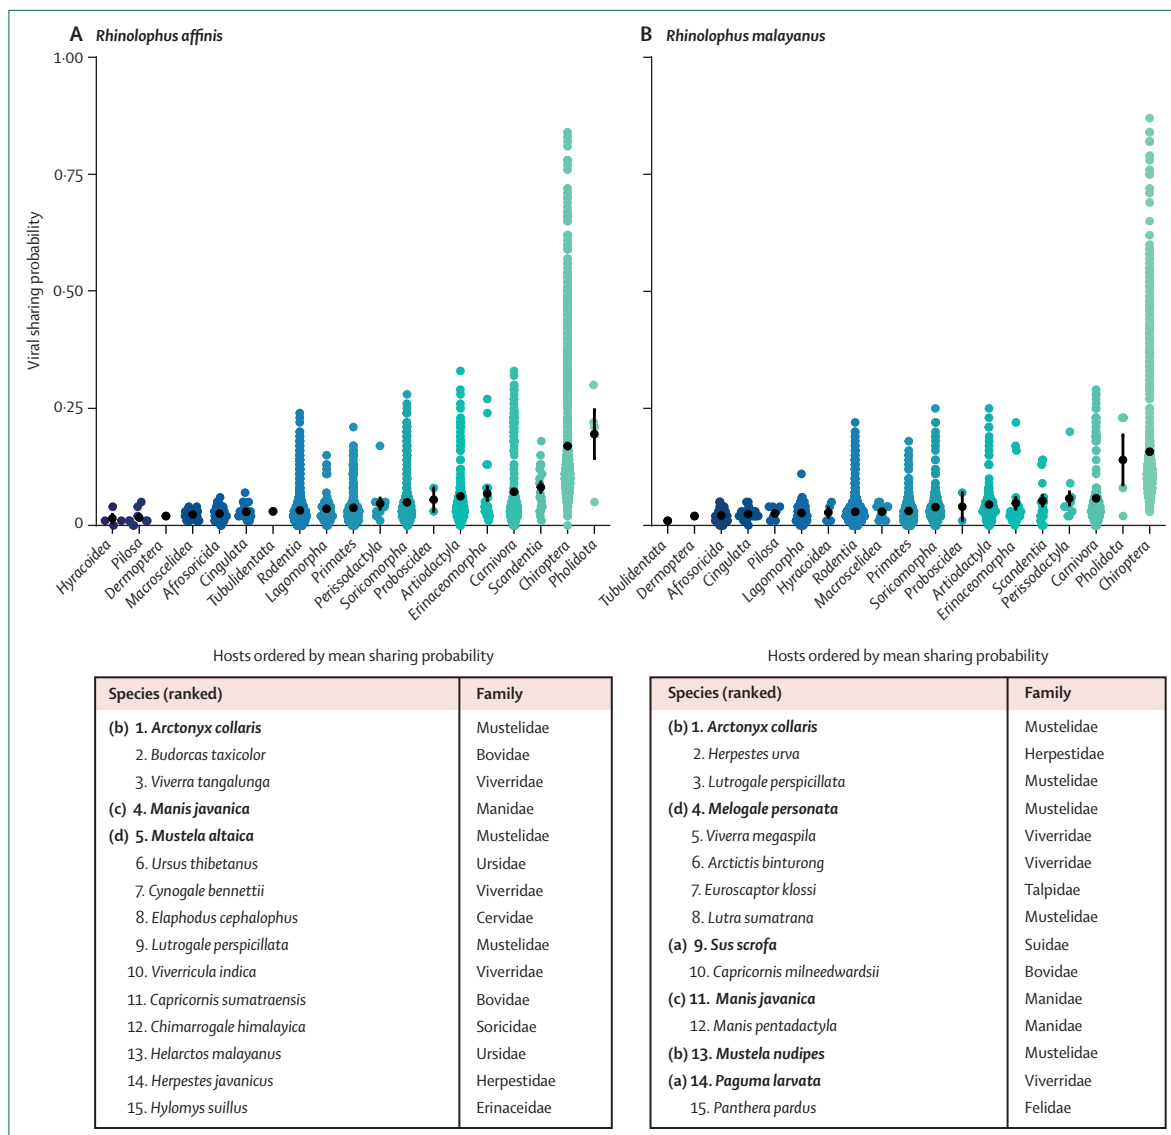 A Rhinolophus affinis
B Rhinolophus malayanus
Viral sharing probability
1·00
0·75
0·50
0·25
0
Hyracoidea
Pilosa
Dermoptera
Macroscelidea
Afrosoricida
Cingulata
Tubulidentata
Rodentia
Lagomorpha
Primates
Perissodactyla
Soricomorpha
Proboscidea
Artiodactyla
Erinaceomorpha
Carnivora
Scandentia
Chiroptera
Pholidota
1·00
0·75
0·50
0·25
0
Tubulidentata
Dermoptera
Afrosoricida
Cingulata
Pilosa
Lagomorpha
Hyracoidea
Rodentia
Macroscelidea
Primates
Soricomorpha
Proboscidea
Artiodactyla
Erinaceomorpha
Scandentia
Perissodactyla
Carnivora
Pholidota
Chiroptera
Hosts ordered by mean sharing probability
Hosts ordered by mean sharing probability
Species (ranked) Family
(b) 1. Arctonyx collaris Mustelidae
2. Budorcas taxicolor Bovidae
3. Viverra tangalunga Viverridae
(c) 4. Manis javanica Manidae
(d) 5. Mustela altaica Mustelidae
6. Ursus thibetanus Ursidae
7. Cynogale bennettii Viverridae
8. Elaphodus cephalophus Cervidae
9. Lutrogale perspicillata Mustelidae
10. Viverricula indica Viverridae
11. Capricornis sumatraensis Bovidae
12. Chimarrogale himalayica Soricidae
13. Helarctos malayanus Ursidae
14. Herpestes javanicus Herpestidae
15. Hylomys suillus Erinaceidae
Species (ranked) Family
(b) 1. Arctonyx collaris Mustelidae
2. Herpestes urva Herpestidae
3. Lutrogale perspicillata Mustelidae
(d) 4. Melogale personata Mustelidae
5. Viverra megaspila Viverridae
6. Arctictis binturong Viverridae
7. Euroscaptor klossi Talpidae
8. Lutra sumatrana Mustelidae
(a) 9. Sus scrofa Suidae
10. Capricornis milneedwardsii Bovidae
(c) 11. Manis javanica Manidae
12. Manis pentadactyla Manidae
(b) 13. Mustela nudipes Mustelidae
(a) 14. Paguma larvata Viverridae
15. Panthera pardus Felidae